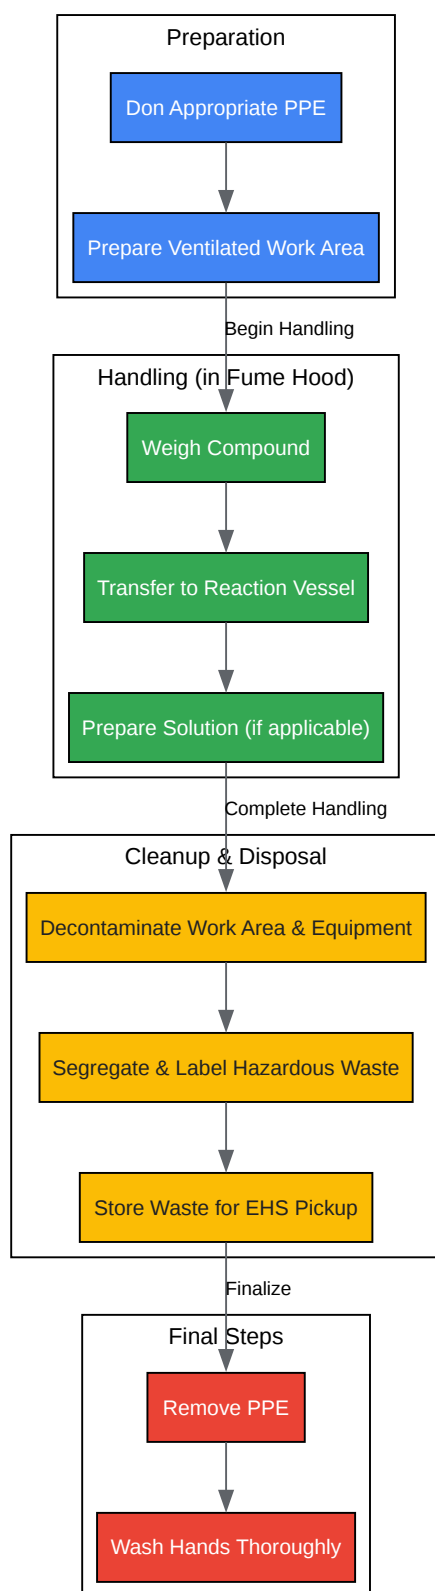 Preparation
Don Appropriate PPE
Prepare Ventilated Work Area
Begin Handling
Handling (in Fume Hood)
Weigh Compound
Transfer to Reaction Vessel
Prepare Solution (if applicable)
Complete Handling
Cleanup & Disposal
Decontaminate Work Area & Equipment
Segregate & Label Hazardous Waste
Store Waste for EHS Pickup
Finalize
Final Steps
Remove PPE
Wash Hands Thoroughly